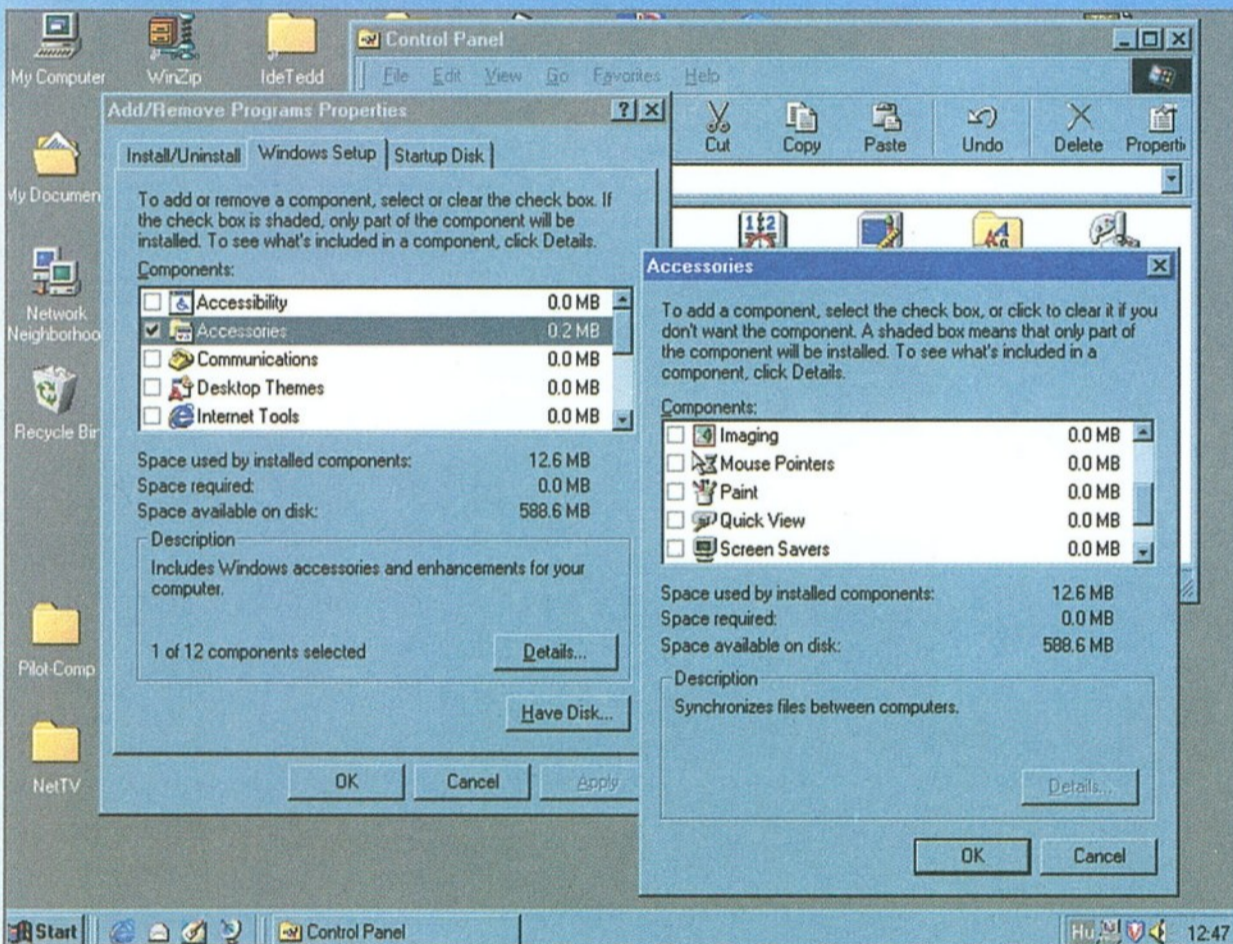 My Computer
WinZip
IdeTedd
My Documen
Network
Neighborhoo
Recycle Bin
Pilot-Comp
NetTV
Control Panel
File Edit View Go Favorites Help
Cut Copy Paste Undo Delete Properti
Add/Remove Programs Properties
Install/Uninstall Windows Setup Startup Disk
To add or remove a component, select or clear the check box. If
the check box is shaded, only part of the component will be
installed. To see what's included in a component, click Details.
Components:
Accessibility 0.0 MB
Accessories 0.2 MB
Communications 0.0 MB
Desktop Themes 0.0 MB
Internet Tools 0.0 MB
Space used by installed components: 12.6 MB
Space required: 0.0 MB
Space available on disk: 588.6 MB
Description
Includes Windows accessories and enhancements for your
computer.
1 of 12 components selected
Details...
Have Disk...
OK Cancel Apply
Accessories
To add a component, select the check box, or click to clear it if you
don't want the component. A shaded box means that only part of
the component will be installed. To see what's included in a
component, click Details.
Components:
Imaging 0.0 MB
Mouse Pointers 0.0 MB
Paint 0.0 MB
Quick View 0.0 MB
Screen Savers 0.0 MB
Space used by installed components: 12.6 MB
Space required: 0.0 MB
Space available on disk: 588.6 MB
Description
Synchronizes files between computers.
Details...
OK Cancel
Start Control Panel Hu 12:47